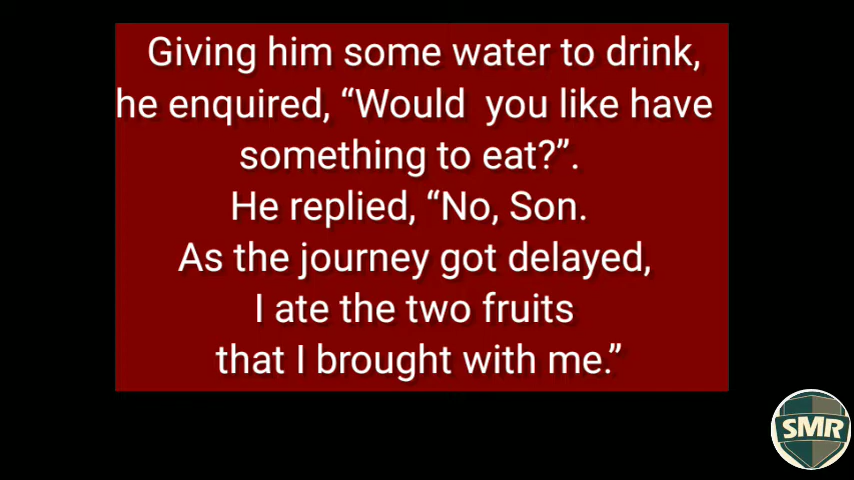 Giving him some water to drink,
he enquired, “Would  you like have
something to eat?”.
He replied, “No, Son.
As the journey got delayed,
I ate the two fruits
that I brought with me.”
SMR